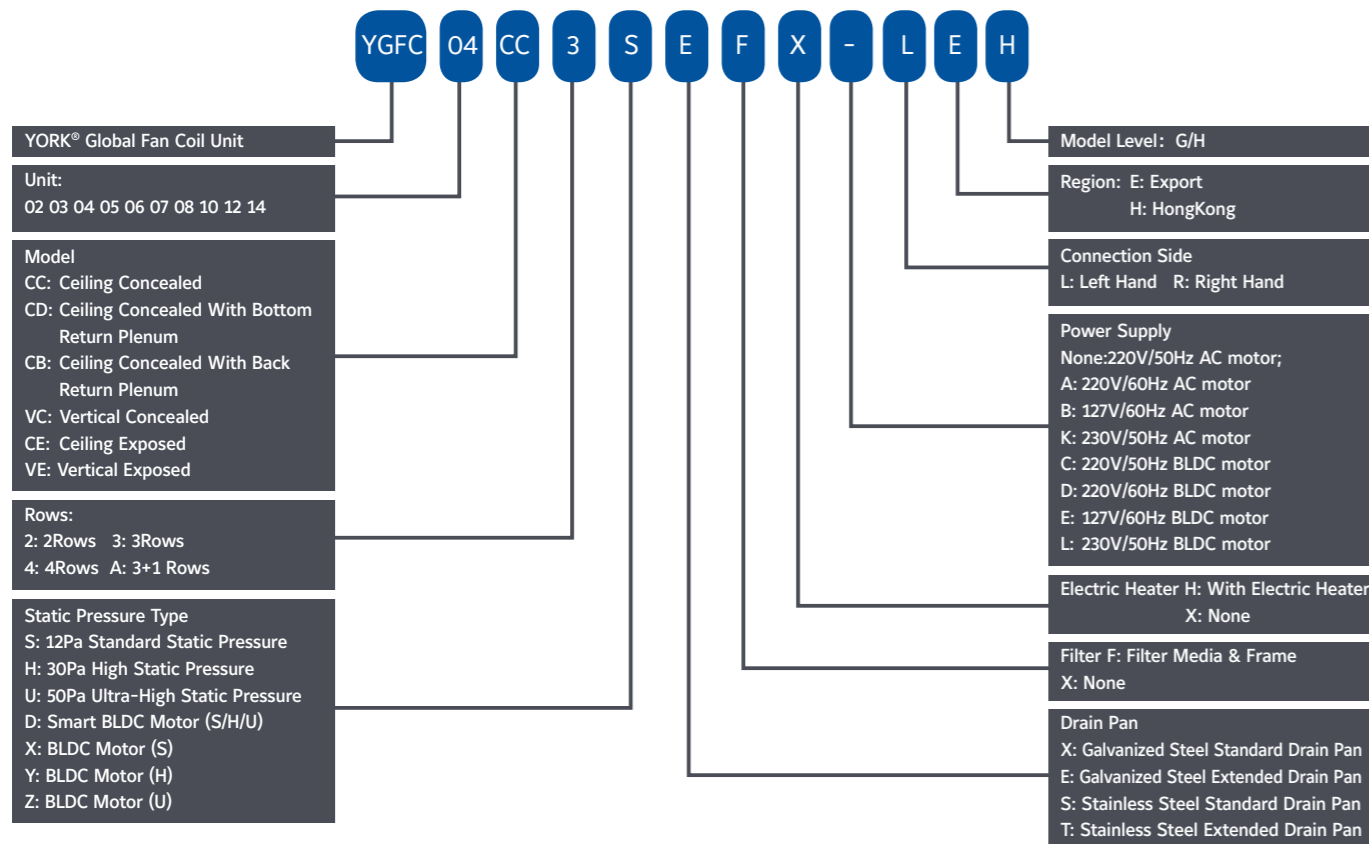 YGFC 04 CC 3 S E F X - L E H
YORK® Global Fan Coil Unit
Unit:
02 03 04 05 06 07 08 10 12 14
Model
CC: Ceiling Concealed
CD: Ceiling Concealed With Bottom
Return Plenum
CB: Ceiling Concealed With Back
Return Plenum
VC: Vertical Concealed
CE: Ceiling Exposed
VE: Vertical Exposed
Rows:
2: 2Rows 3: 3Rows
4: 4Rows A: 3+1 Rows
Static Pressure Type
S: 12Pa Standard Static Pressure
H: 30Pa High Static Pressure
U: 50Pa Ultra-High Static Pressure
D: Smart BLDC Motor (S/H/U)
X: BLDC Motor (S)
Y: BLDC Motor (H)
Z: BLDC Motor (U)
Model Level: G/H
Region: E: Export
H: HongKong
Connection Side
L: Left Hand R: Right Hand
Power Supply
None:220V/50Hz AC motor;
A: 220V/60Hz AC motor
B: 127V/60Hz AC motor
K: 230V/50Hz AC motor
C: 220V/50Hz BLDC motor
D: 220V/60Hz BLDC motor
E: 127V/60Hz BLDC motor
L: 230V/50Hz BLDC motor
Electric Heater H: With Electric Heater
X: None
Filter F: Filter Media & Frame
X: None
Drain Pan
X: Galvanized Steel Standard Drain Pan
E: Galvanized Steel Extended Drain Pan
S: Stainless Steel Standard Drain Pan
T: Stainless Steel Extended Drain Pan